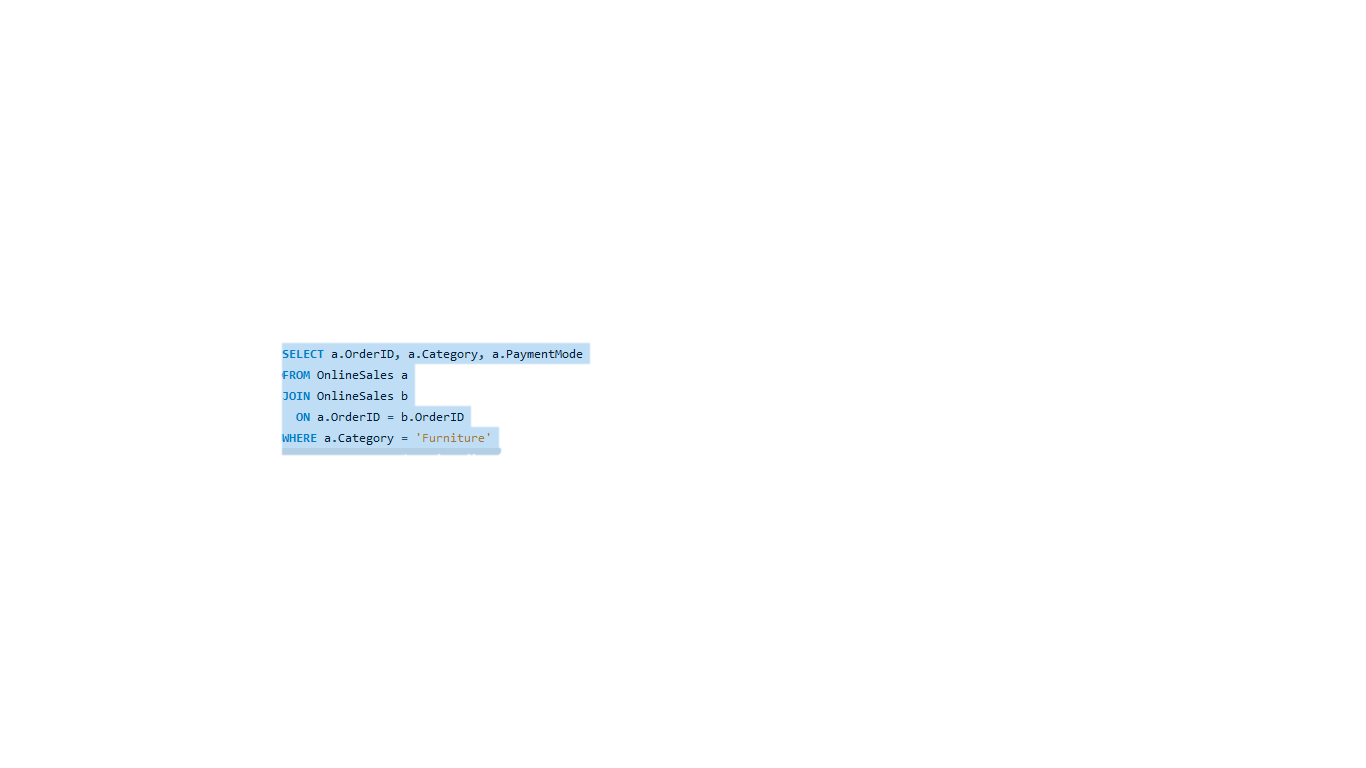 SELECT a.OrderID, a.Category, a.PaymentMode
FROM OnlineSales a
JOIN OnlineSales b
  ON a.OrderID = b.OrderID
WHERE a.Category = 'Furniture'